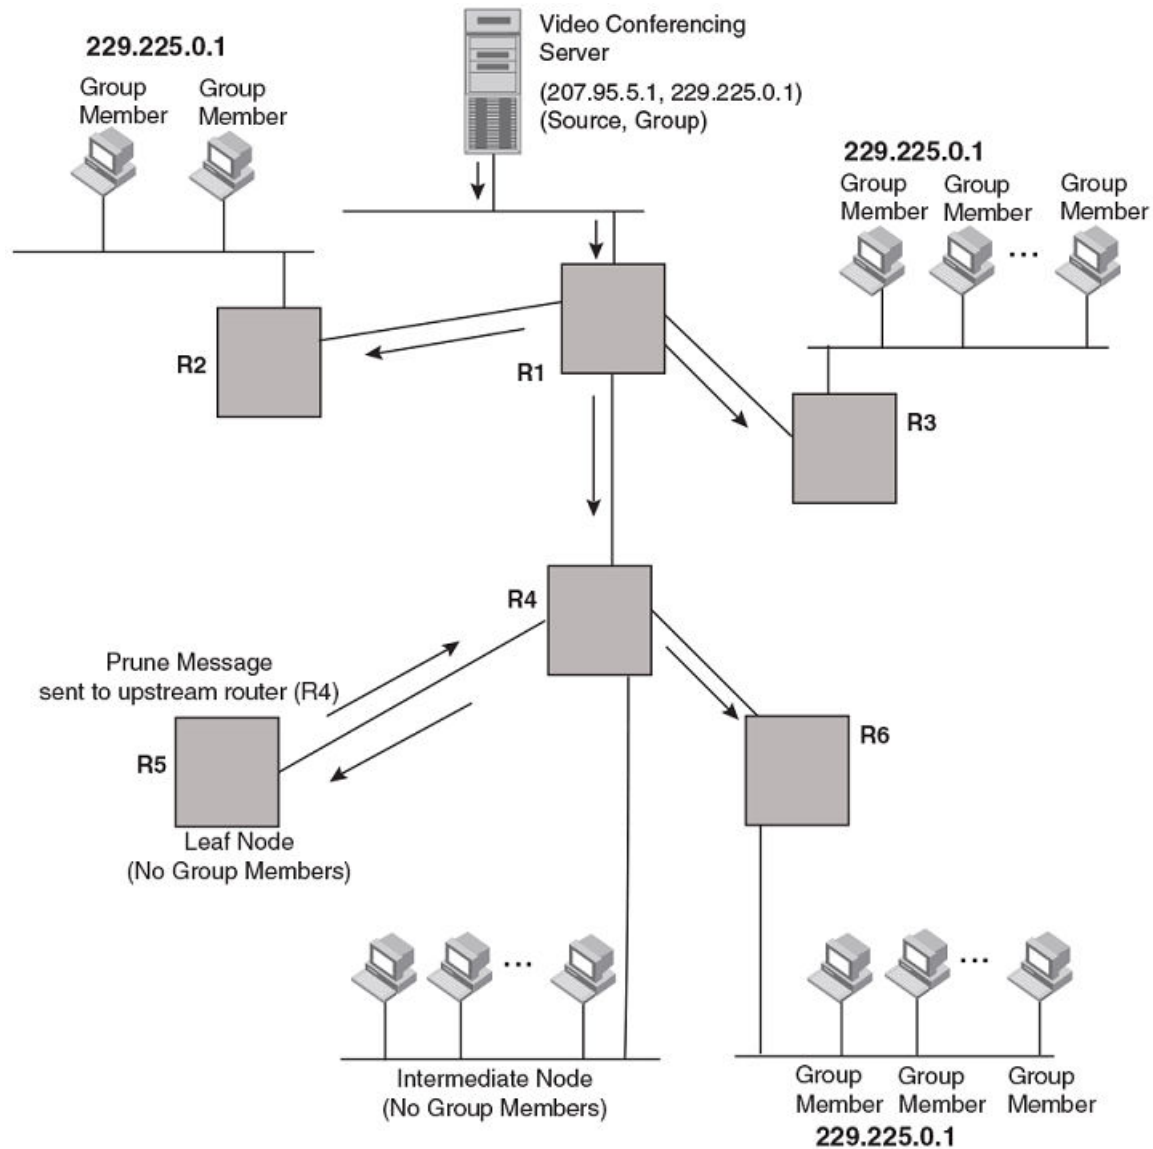 Video Conferencing
Server
(207.95.5.1, 229.225.0.1)
(Source, Group)
229.225.0.1
Group
Member
Group
Member
229.225.0.1
Group
Member
Group
Member
...
Group
Member
R2
R1
R3
R4
Prune Message
sent to upstream router (R4)
R5
Leaf Node
(No Group Members)
R6
...
Intermediate Node
(No Group Members)
...
Group
Member
Group
Member
Group
Member
229.225.0.1